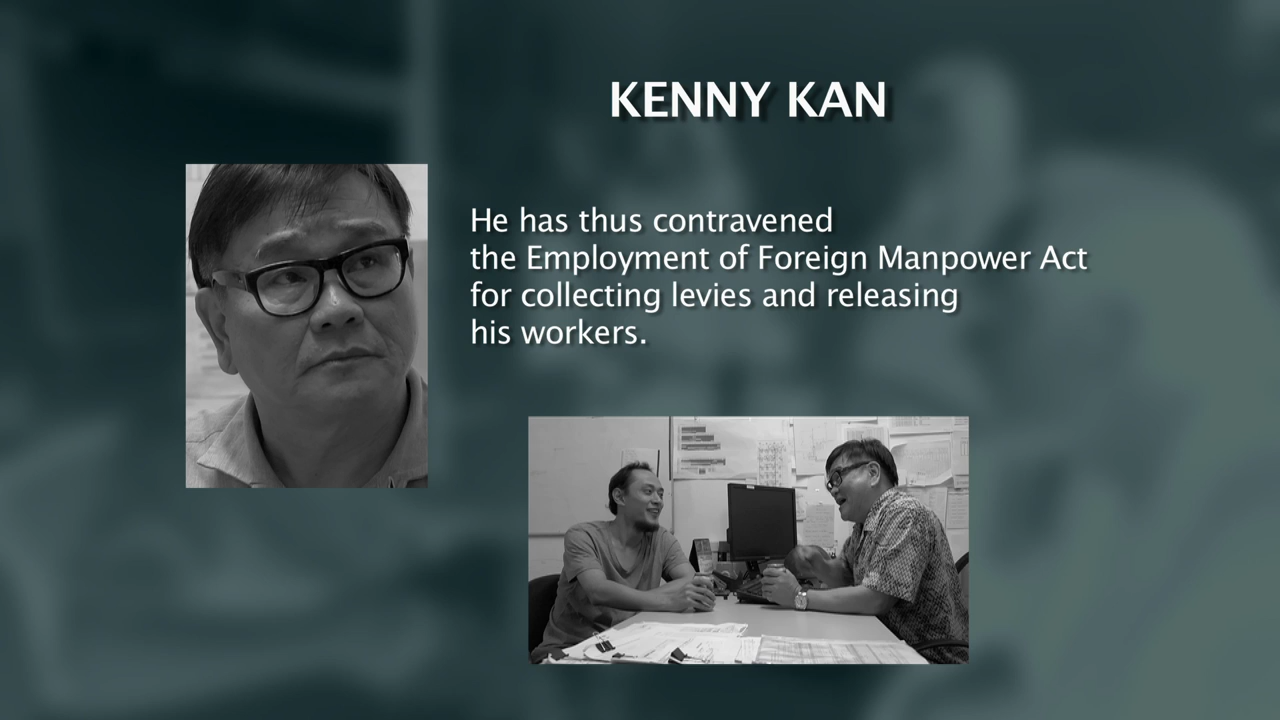 KENNY KAN
He has thus contravened
the Employment of Foreign Manpower Act
for collecting levies and releasing
his workers.